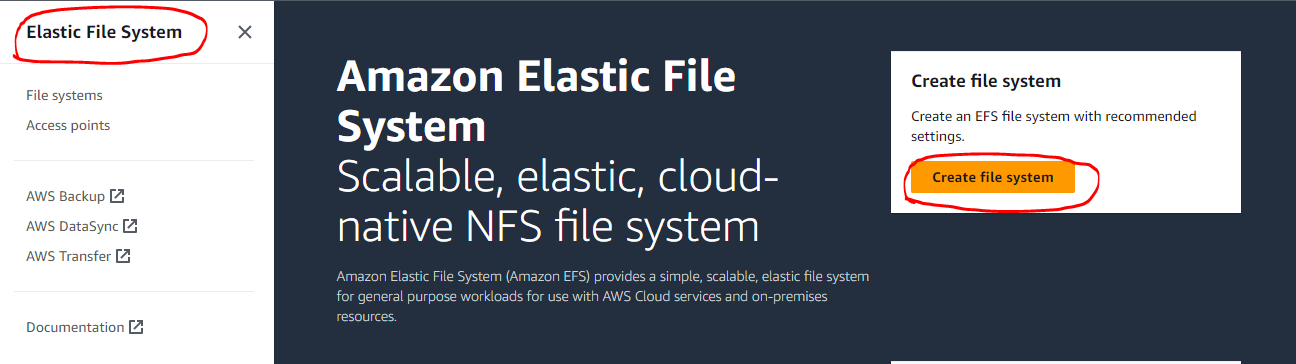 Elastic File System
File systems
Access points
AWS Backup
AWS DataSync
AWS Transfer
Documentation
Amazon Elastic File
System
Scalable, elastic, cloud-
native NFS file system
Amazon Elastic File System (Amazon EFS) provides a simple, scalable, elastic file system
for general purpose workloads for use with AWS Cloud services and on-premises
resources.
Create file system
Create an EFS file system with recommended
settings.
Create file system